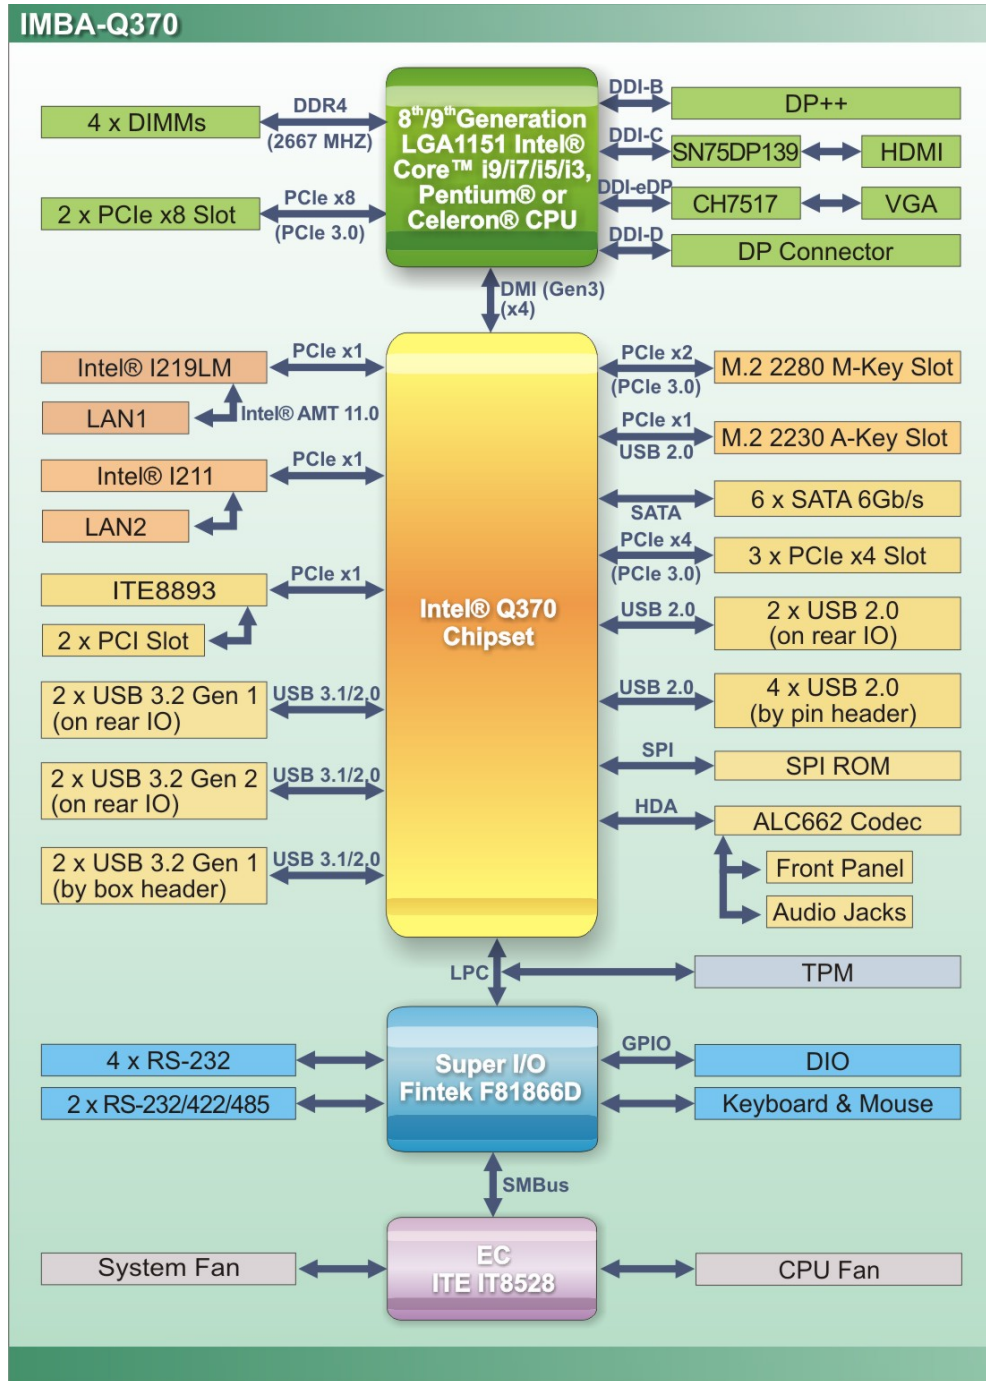 IMBA-Q370
4 x DIMMs
DDR4
(2667 MHZ)
2 x PCIe x8 Slot
PCIe x8
(PCIe 3.0)
8th/9thGeneration
LGA1151 Intel®
Core™ i9/i7/i5/i3,
Pentium® or
Celeron® CPU
DDI-B
DP++
DDI-C
SN75DP139
HDMI
DDI-eDP
CH7517
VGA
DDI-D
DP Connector
DMI (Gen3)
(x4)
Intel® I219LM
PCIe x1
LAN1
Intel® AMT 11.0
Intel® I211
PCIe x1
LAN2
ITE8893
PCIe x1
2 x PCI Slot
2 x USB 3.2 Gen 1
(on rear IO)
USB 3.1/2.0
2 x USB 3.2 Gen 2
(on rear IO)
USB 3.1/2.0
2 x USB 3.2 Gen 1
(by box header)
USB 3.1/2.0
Intel® Q370
Chipset
PCIe x2
(PCIe 3.0)
M.2 2280 M-Key Slot
PCIe x1
USB 2.0
M.2 2230 A-Key Slot
SATA
6 x SATA 6Gb/s
PCIe x4
(PCIe 3.0)
3 x PCIe x4 Slot
USB 2.0
2 x USB 2.0
(on rear IO)
USB 2.0
4 x USB 2.0
(by pin header)
SPI
SPI ROM
HDA
ALC662 Codec
Front Panel
Audio Jacks
LPC
TPM
4 x RS-232
2 x RS-232/422/485
Super I/O
Fintek F81866D
GPIO
DIO
Keyboard & Mouse
SMBus
System Fan
EC
ITE IT8528
CPU Fan